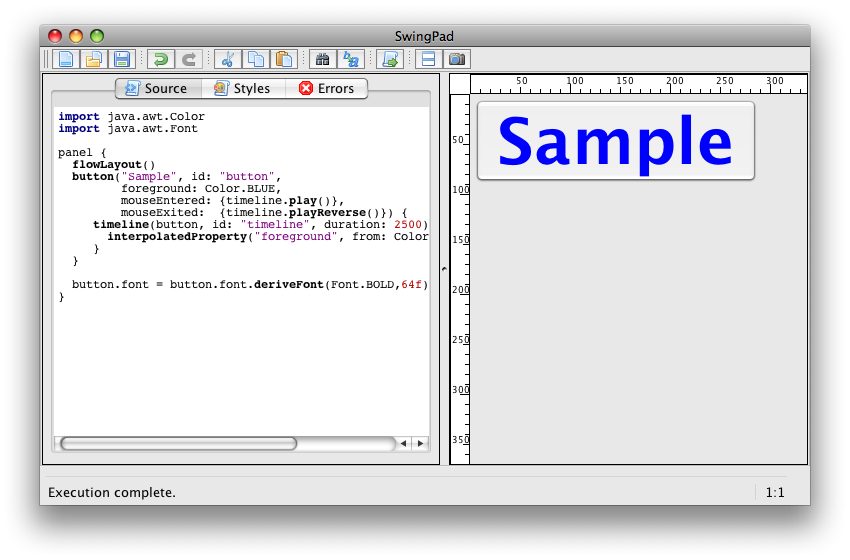 SwingPad
Source Styles Errors
import java.awt.Color
import java.awt.Font
panel {
flowLayout()
button("Sample", id: "button",
foreground: Color.BLUE,
mouseEntered: {timeline.play()},
mouseExited: {timeline.playReverse()}) {
timeline(button, id: "timeline", duration: 2500)
interpolatedProperty("foreground", from: Color
}
}
button.font = button.font.deriveFont(Font.BOLD,64f)
}
50 100 150 200 250 300
Sample
50
100
150
200
250
300
350
Execution complete.
1:1